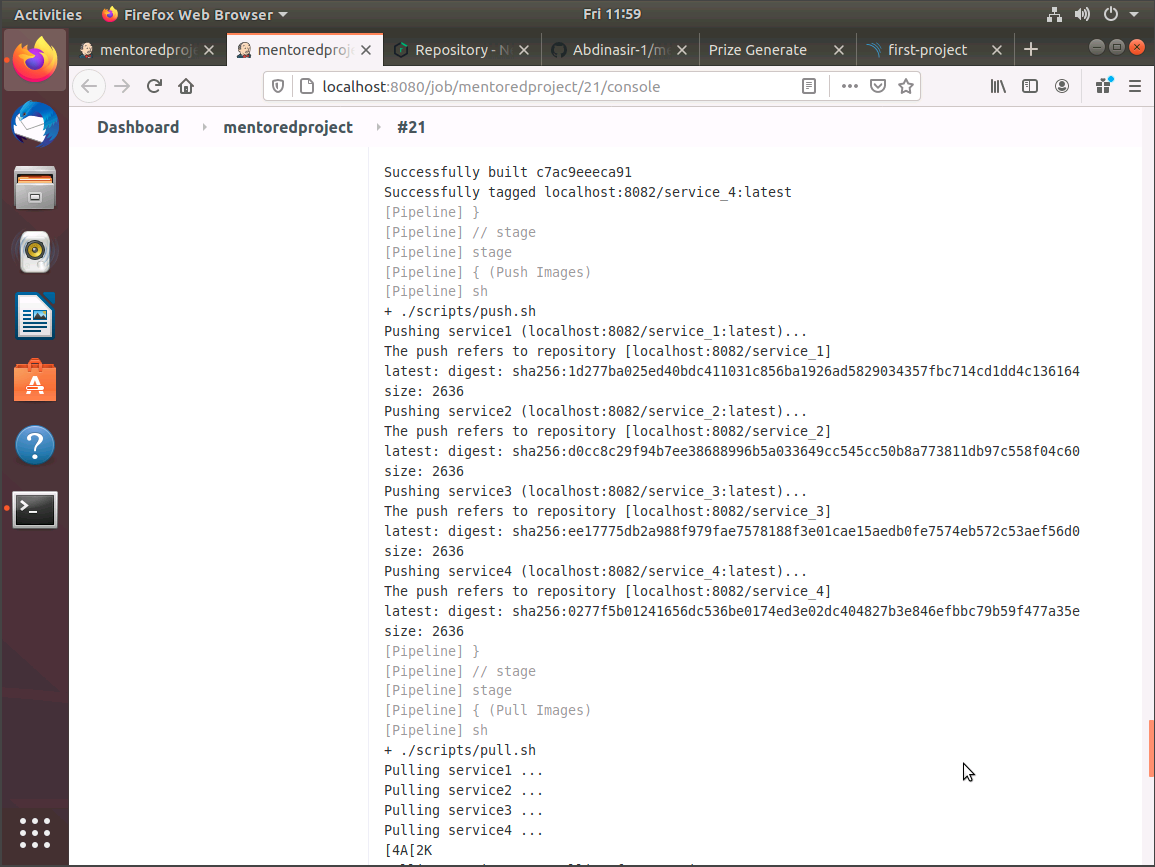 Activities Firefox Web Browser Fri 11:59
mentoredproj mentoredproj Repository - N Abdinasir-1/me Prize Generate first-project
localhost:8080/job/mentoredproject/21/console
Dashboard mentoredproject #21
Successfully built c7ac9eeeca91
Successfully tagged localhost:8082/service_4:latest
[Pipeline] }
[Pipeline] // stage
[Pipeline] stage
[Pipeline] { (Push Images)
[Pipeline] sh
+ ./scripts/push.sh
Pushing service1 (localhost:8082/service_1:latest)...
The push refers to repository [localhost:8082/service_1]
latest: digest: sha256:1d277ba025ed40bdc411031c856ba1926ad5829034357fbc714cd1dd4c136164
size: 2636
Pushing service2 (localhost:8082/service_2:latest)...
The push refers to repository [localhost:8082/service_2]
latest: digest: sha256:d0cc8c29f94b7ee38688996b5a033649cc545cc50b8a773811db97c558f04c60
size: 2636
Pushing service3 (localhost:8082/service_3:latest)...
The push refers to repository [localhost:8082/service_3]
latest: digest: sha256:ee17775db2a988f979fae7578188f3e01cae15aedb0fe7574eb572c53aef56d0
size: 2636
Pushing service4 (localhost:8082/service_4:latest)...
The push refers to repository [localhost:8082/service_4]
latest: digest: sha256:0277f5b01241656dc536be0174ed3e02dc404827b3e846efbbc79b59f477a35e
size: 2636
[Pipeline] }
[Pipeline] // stage
[Pipeline] stage
[Pipeline] { (Pull Images)
[Pipeline] sh
+ ./scripts/pull.sh
Pulling service1 ...
Pulling service2 ...
Pulling service3 ...
Pulling service4 ...
[4A[2K